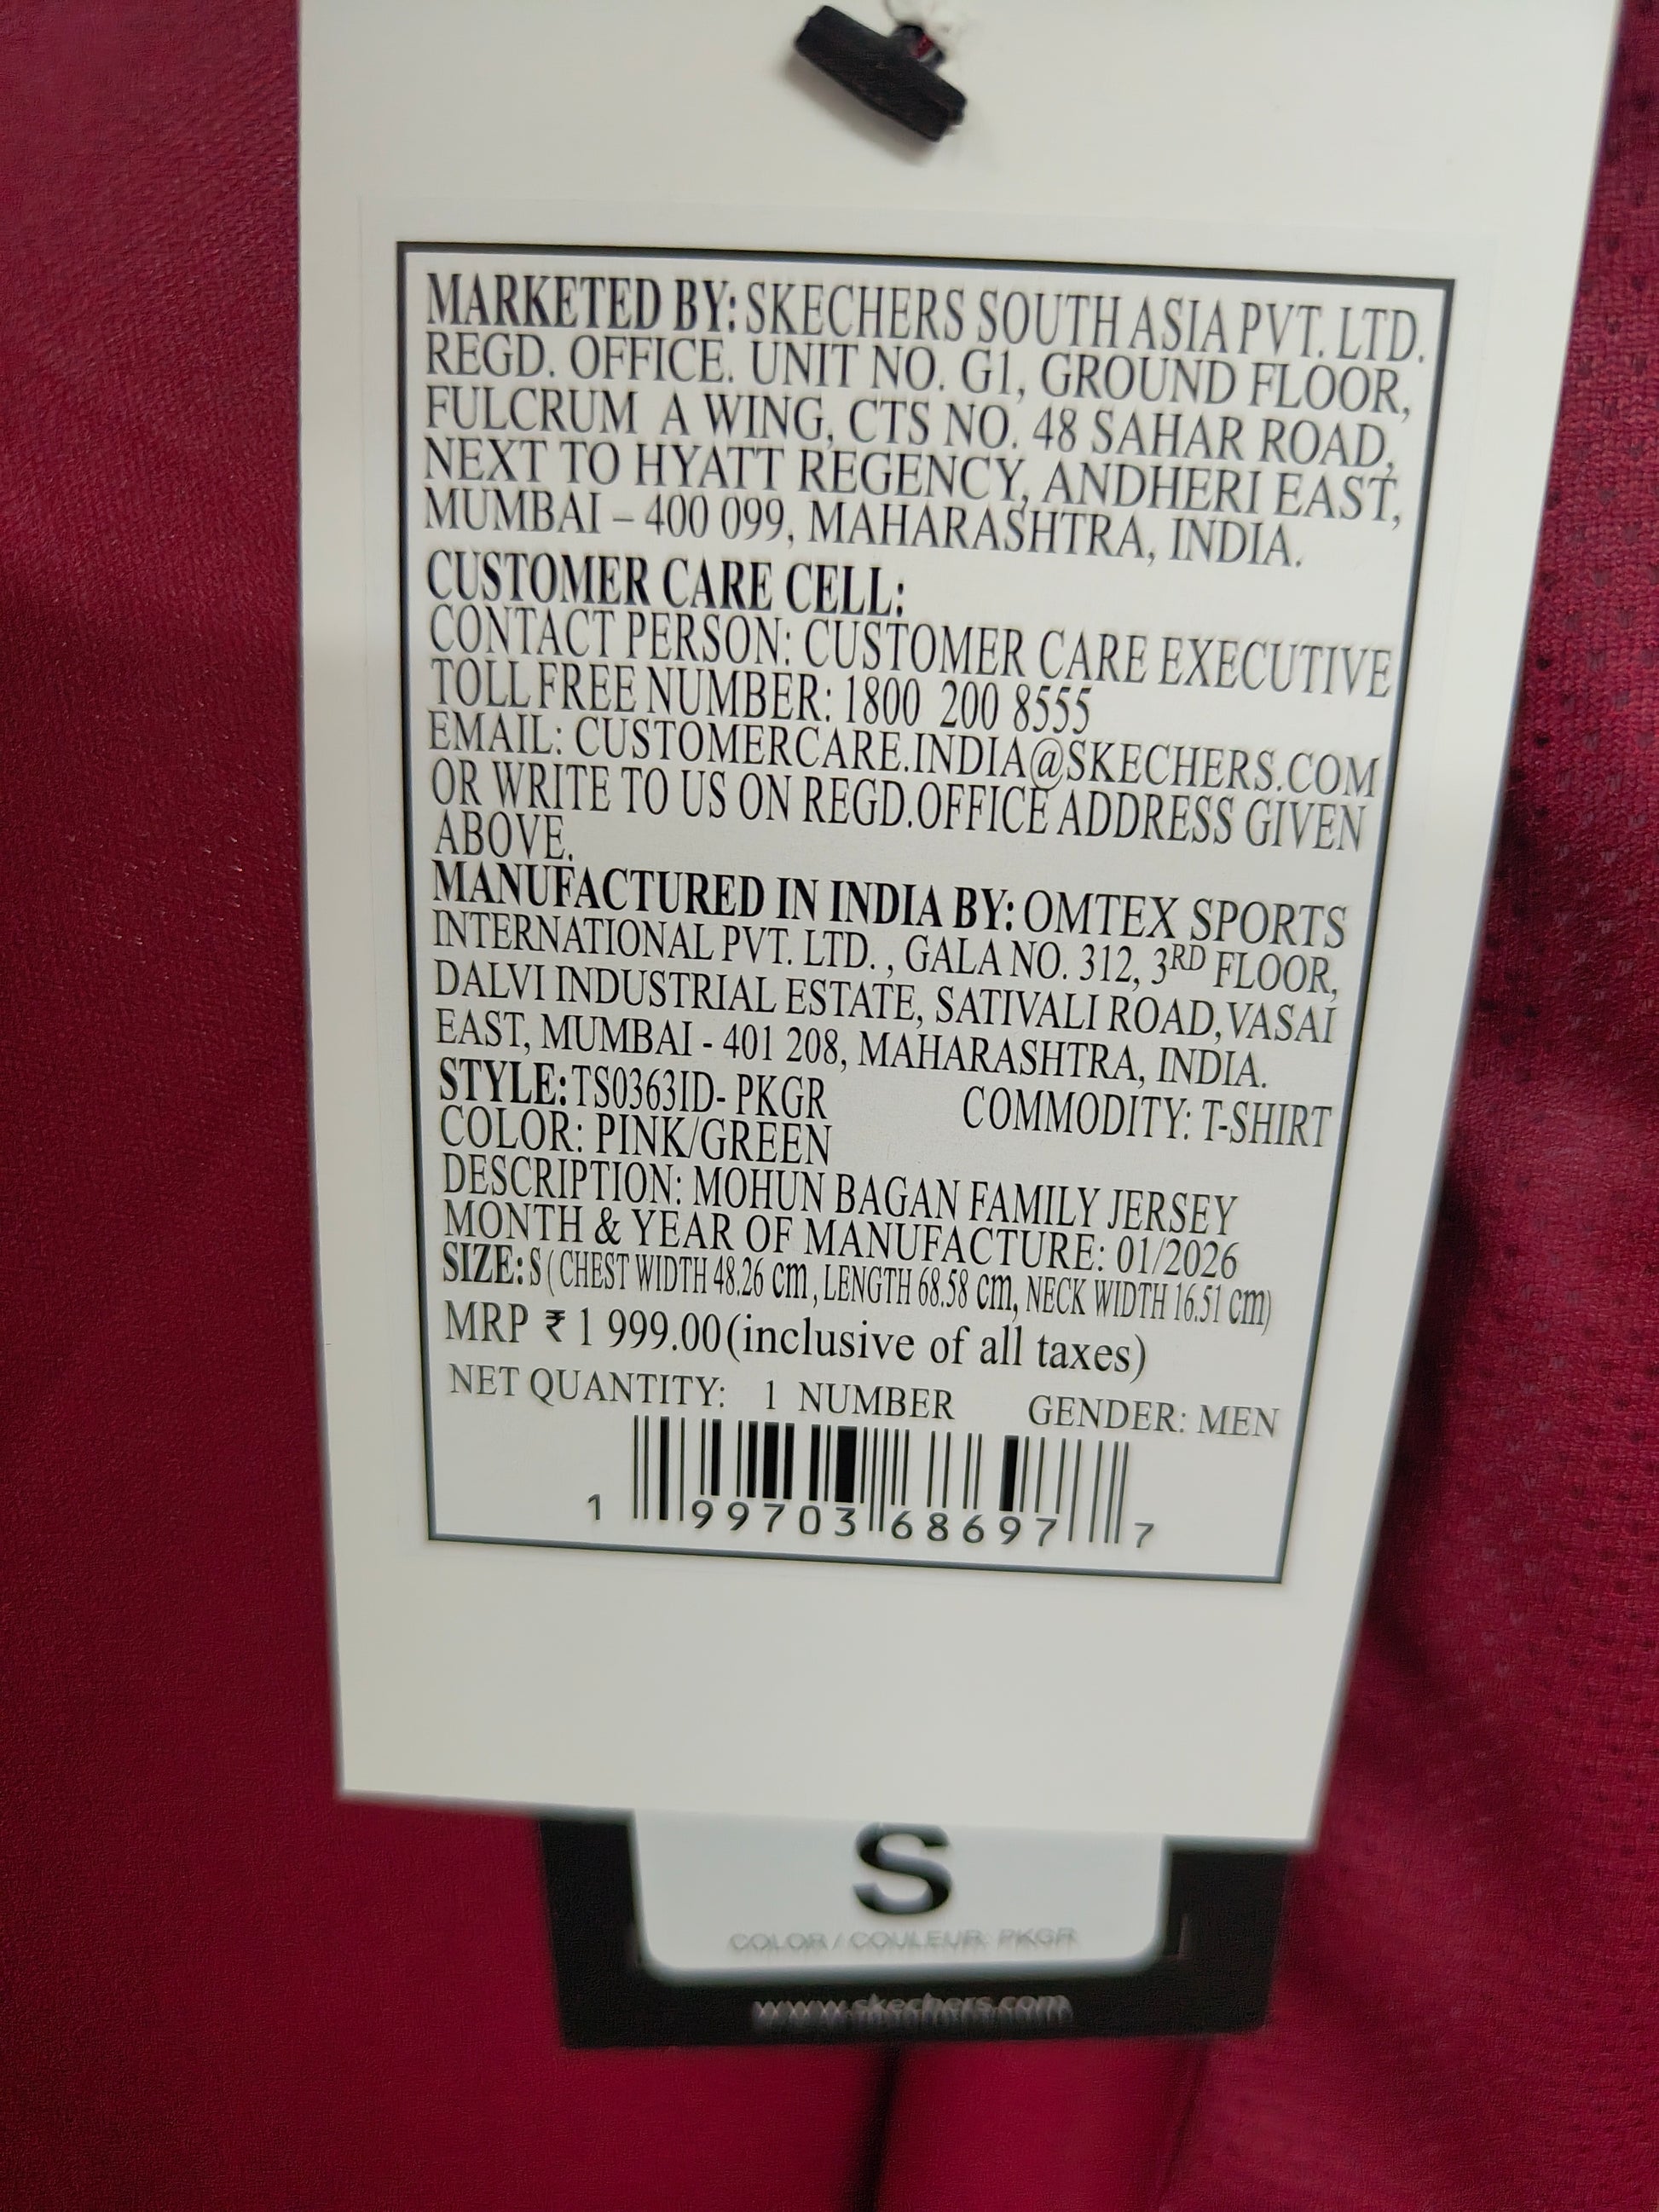 MARKETED BY: SKECHERS SOUTH ASIA PVT. LTD.
REGD. OFFICE. UNIT NO. G1, GROUND FLOOR,
FULCRUM A WING, CTS NO. 48 SAHAR ROAD,
NEXT TO HYATT REGENCY, ANDHERI EAST,
MUMBAI – 400 099, MAHARASHTRA, INDIA.
CUSTOMER CARE CELL:
CONTACT PERSON: CUSTOMER CARE EXECUTIVE
TOLL FREE NUMBER: 1800 200 8555
EMAIL: CUSTOMERCARE.INDIA@SKECHERS.COM
OR WRITE TO US ON REGD.OFFICE ADDRESS GIVEN
ABOVE.
MANUFACTURED IN INDIA BY: OMTEX SPORTS
INTERNATIONAL PVT. LTD. , GALA NO. 312, 3RD FLOOR,
DALVI INDUSTRIAL ESTATE, SATIVALI ROAD, VASAI
EAST, MUMBAI - 401 208, MAHARASHTRA, INDIA.
STYLE: TS0363ID- PKGR COMMODITY: T-SHIRT
COLOR: PINK/GREEN
DESCRIPTION: MOHUN BAGAN FAMILY JERSEY
MONTH & YEAR OF MANUFACTURE: 01/2026
SIZE: S ( CHEST WIDTH 48.26 cm , LENGTH 68.58 cm, NECK WIDTH 16.51 cm)
MRP ₹ 1 999.00 (inclusive of all taxes)
NET QUANTITY: 1 NUMBER GENDER: MEN
1 99703 68697 7
S
COLOR / COULEUR: PKGR
www.skechers.com